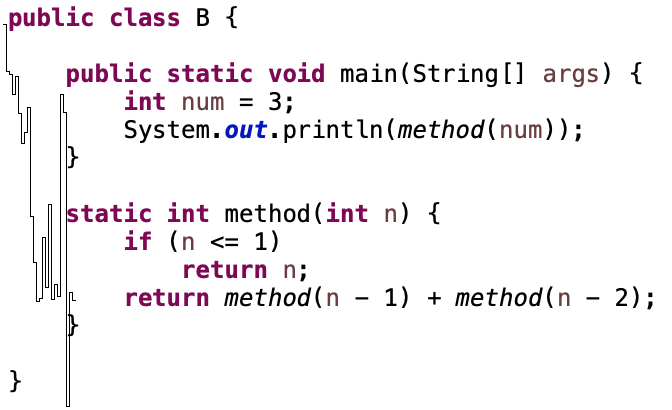 public class B {
    public static void main(String[] args) {
        int num = 3;
        System.out.println(method(num));
    }
    static int method(int n) {
        if (n <= 1)
            return n;
        return method(n - 1) + method(n - 2);
    }
}